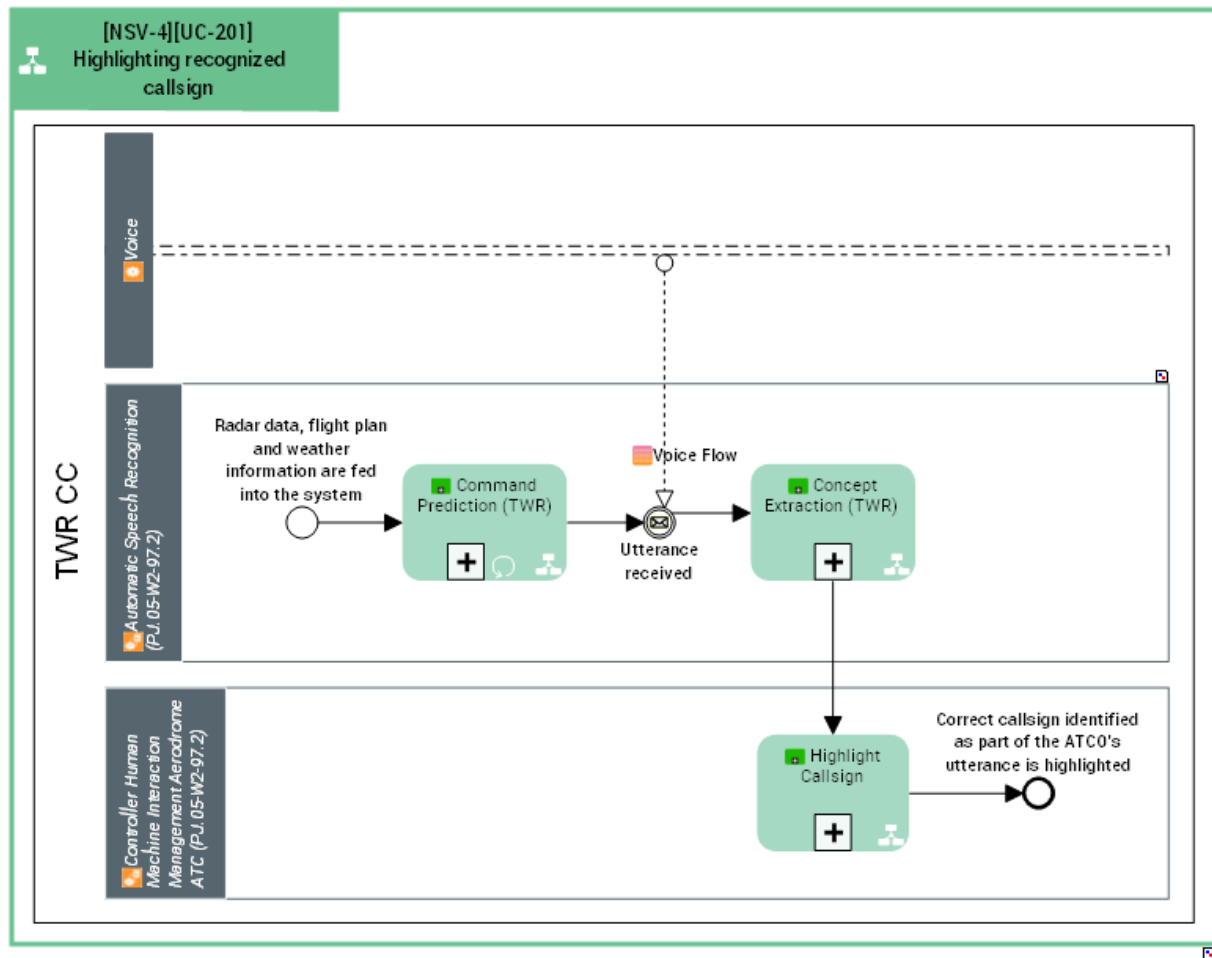 [NSV-4][UC-201]
Highlighting recognized
callsign
TWR CC
Voice
Automatic Speech Recognition
(PJ.05-W2-97.2)
Radar data, flight plan
and weather
information are fed
into the system
Command
Prediction (TWR)
Voice Flow
Utterance
received
Concept
Extraction (TWR)
Controller Human
Machine Interaction
Management Aerodrome
ATC (PJ.05-W2-97.2)
Highlight
Callsign
Correct callsign identified
as part of the ATCO's
utterance is highlighted